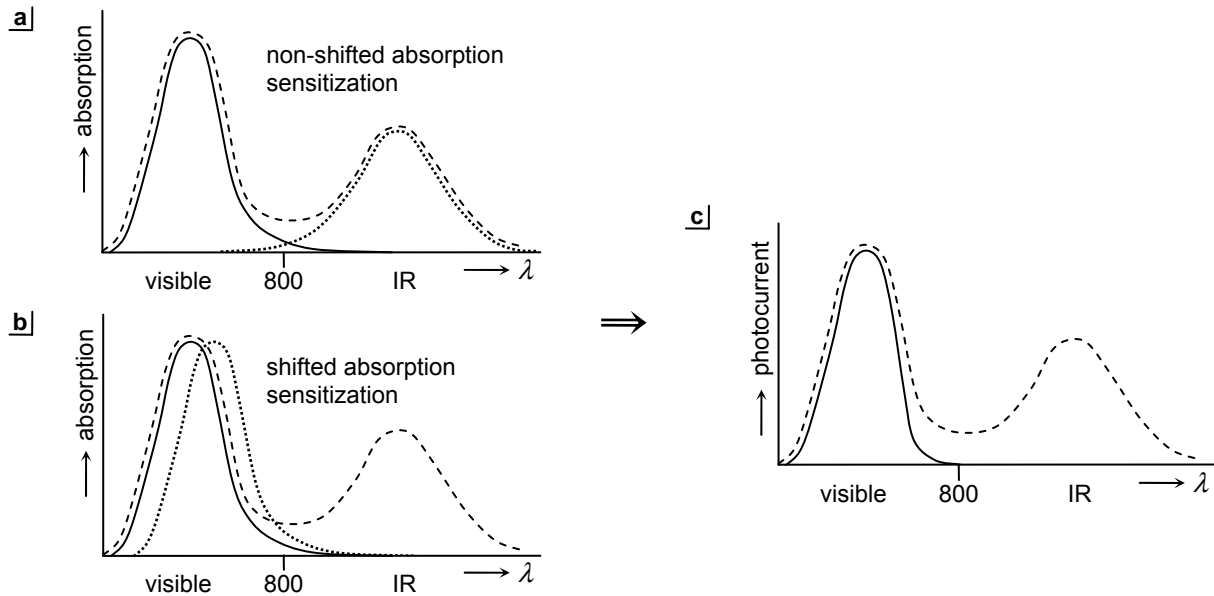 a
absorption
non-shifted absorption
sensitization
visible
800
IR
λ
b
absorption
shifted absorption
sensitization
visible
800
IR
λ
⇒
c
photocurrent
visible
800
IR
λ